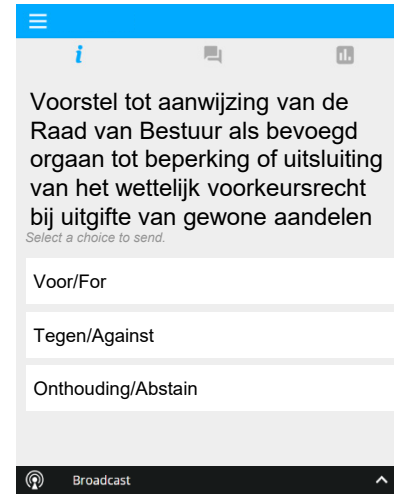 Voorstel tot aanwijzing van de
Raad van Bestuur als bevoegd
orgaan tot beperking of uitsluiting
van het wettelijk voorkeursrecht
bij uitgifte van gewone aandelen
Select a choice to send.
Voor/For
Tegen/Against
Onthouding/Abstain
Broadcast